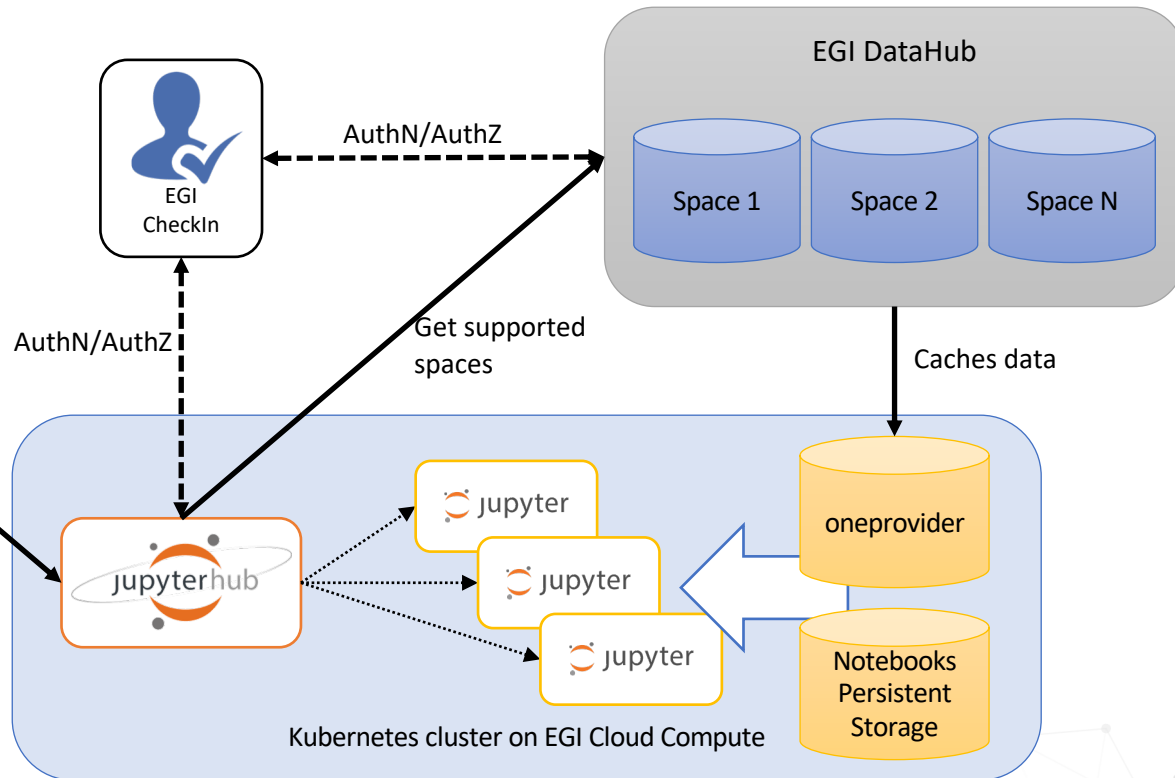 EGI DataHub
AuthN/AuthZ
EGI
CheckIn
Space 1
Space 2
Space N
AuthN/AuthZ
Get supported
spaces
Caches data
jupyter
oneprovider
jupyterhub
jupyter
jupyter
Notebooks
Persistent
Storage
Kubernetes cluster on EGI Cloud Compute